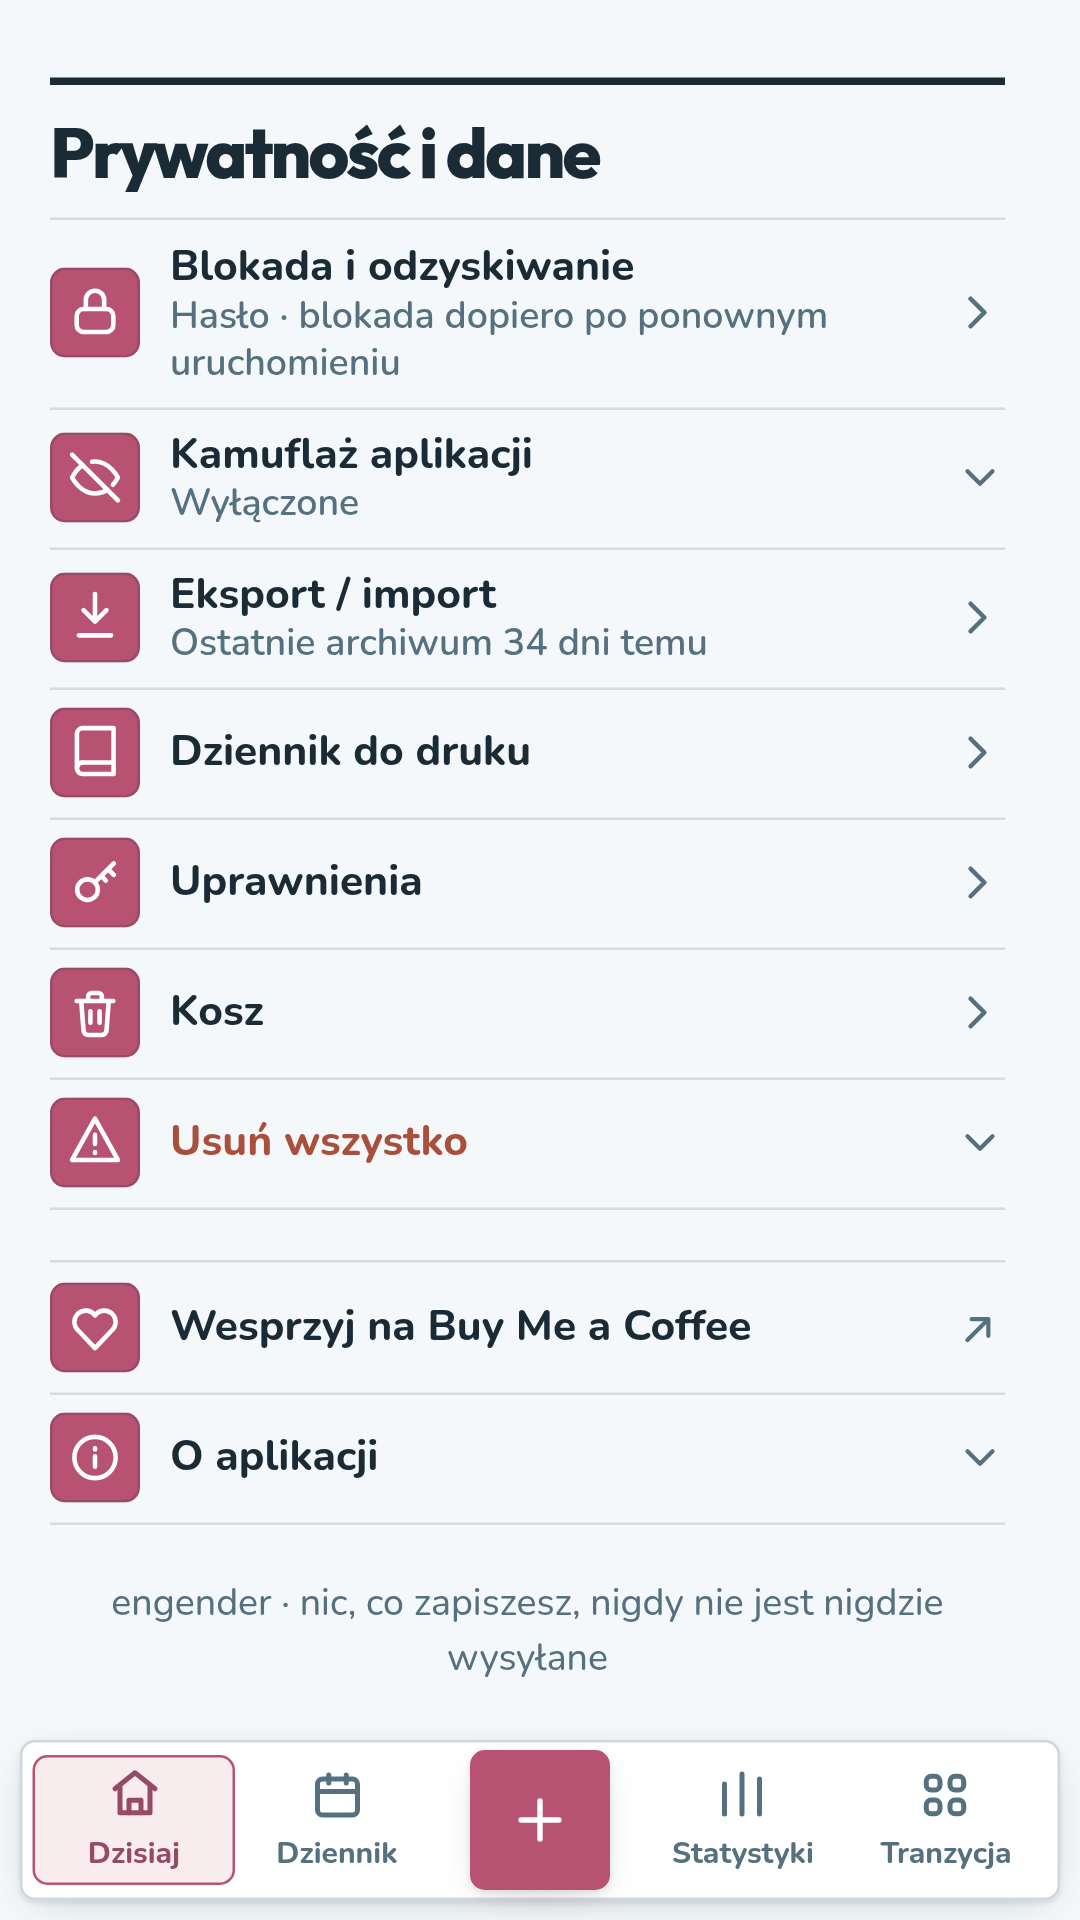 Prywatność i dane
Blokada i odzyskiwanie
Hasło · blokada dopiero po ponownym
uruchomieniu
Kamuflaż aplikacji
Wyłączone
Eksport / import
Ostatnie archiwum 34 dni temu
Dziennik do druku
Uprawnienia
Kosz
Usuń wszystko
Wesprzyj na Buy Me a Coffee
O aplikacji
engender · nic, co zapiszesz, nigdy nie jest nigdzie
wysyłane
Dzisiaj
Dziennik
Statystyki
Tranzycja